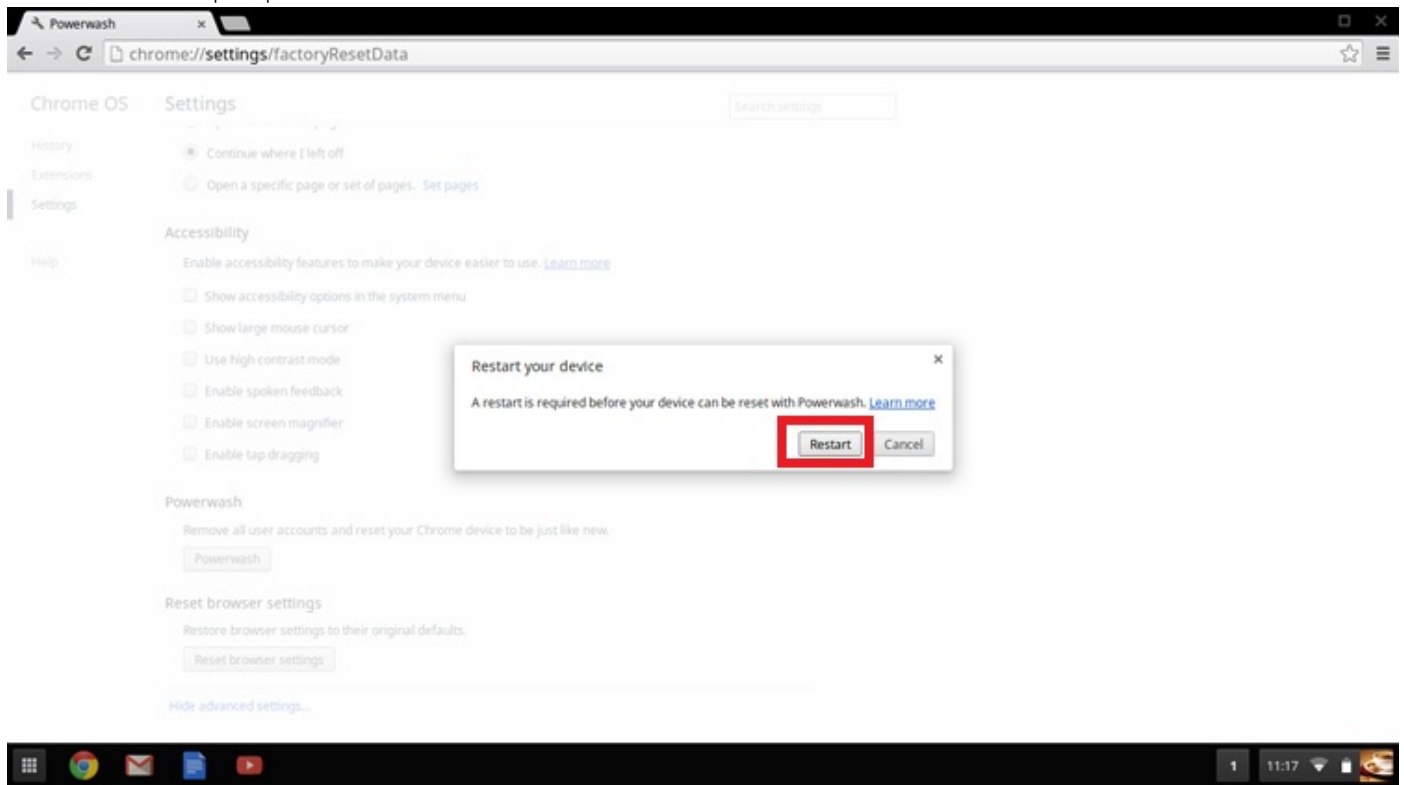 Powerwash
chrome://settings/factoryResetData
Chrome OS
Settings
Search settings
History
Extensions
Settings
Help
Continue where I left off
Open a specific page or set of pages. Set pages
Accessibility
Enable accessibility features to make your device easier to use. Learn more
Show accessibility options in the system menu
Show large mouse cursor
Use high contrast mode
Enable spoken feedback
Enable screen magnifier
Enable tap dragging
Restart your device
A restart is required before your device can be reset with Powerwash. Learn more
Restart
Cancel
Powerwash
Remove all user accounts and reset your Chrome device to be just like new.
Powerwash
Reset browser settings
Restore browser settings to their original defaults.
Reset browser settings
Hide advanced settings...
1
11:17